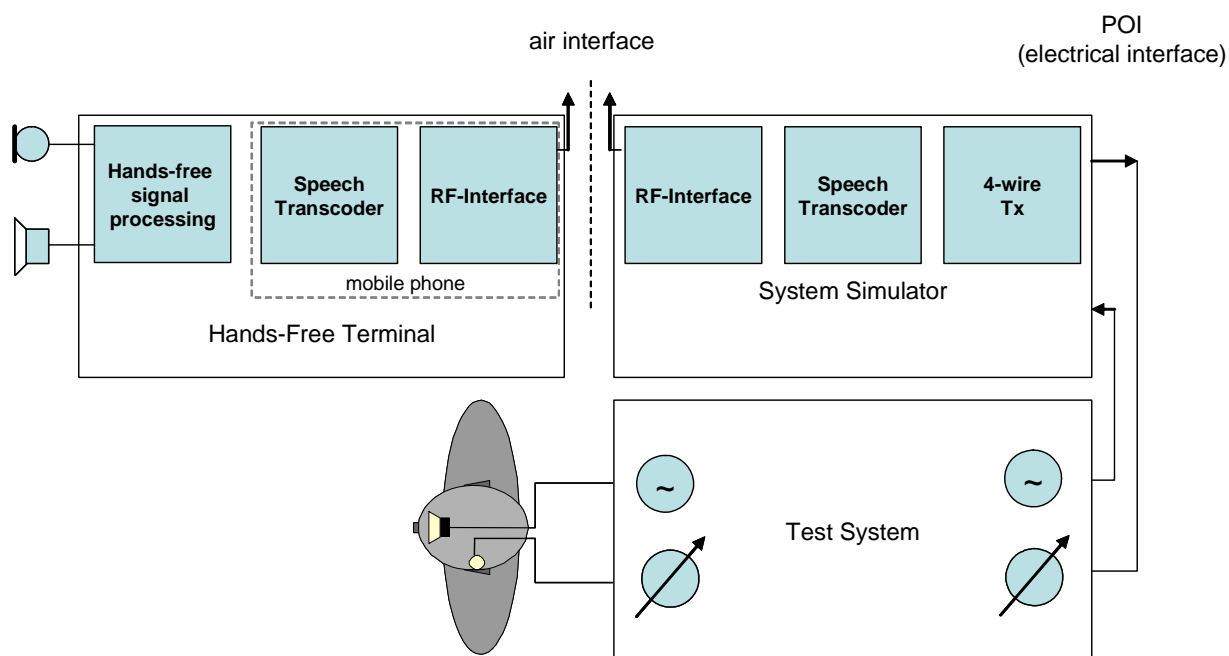 POI
(electrical interface)
air interface
Hands-free
signal
processing
Speech
Transcoder
RF-Interface
mobile phone
Hands-Free Terminal
RF-Interface
Speech
Transcoder
4-wire
Tx
System Simulator
~
~
Test System